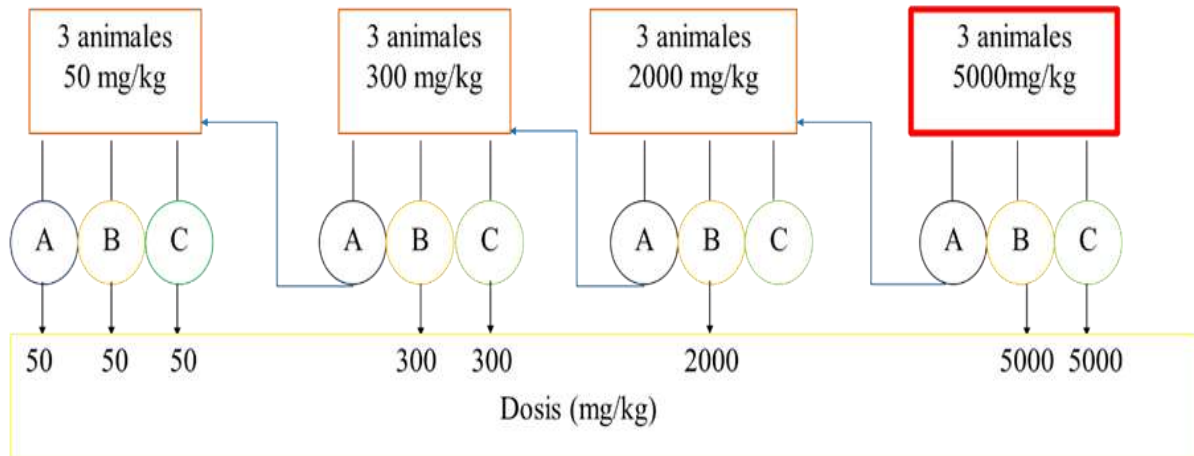 3 animales
50 mg/kg
3 animales
300 mg/kg
3 animales
2000 mg/kg
3 animales
5000mg/kg
A B C
A B C
A B C
A B C
50 50 50 300 300 2000 5000 5000
Dosis (mg/kg)